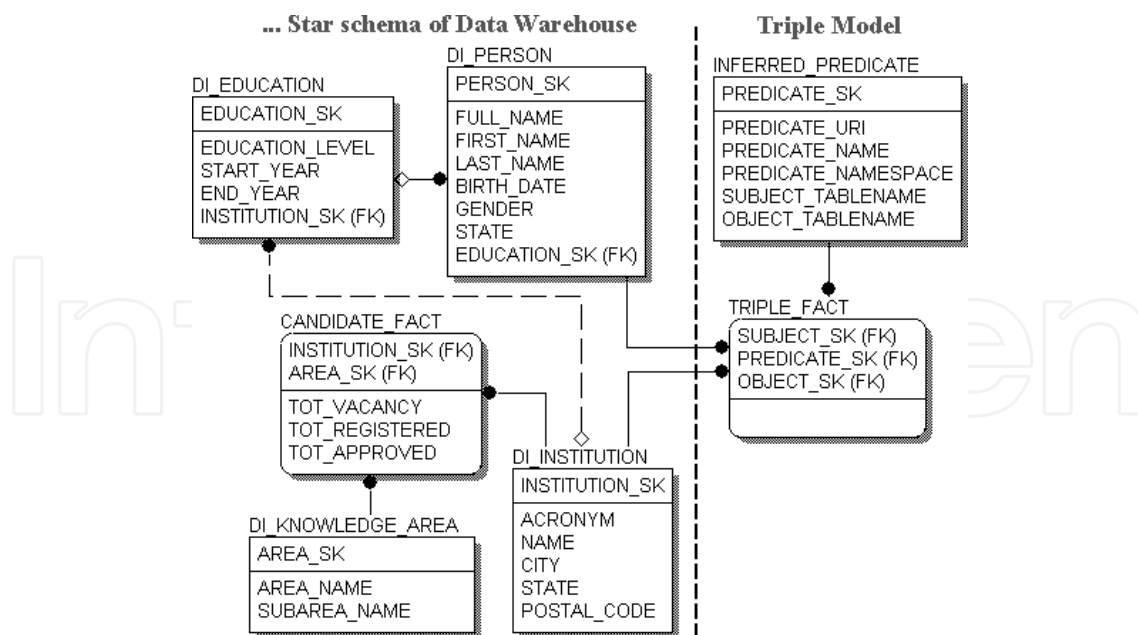 ... Star schema of Data Warehouse
Triple Model
DI_EDUCATION
EDUCATION_SK
EDUCATION_LEVEL
START_YEAR
END_YEAR
INSTITUTION_SK (FK)
DI_PERSON
PERSON_SK
FULL_NAME
FIRST_NAME
LAST_NAME
BIRTH_DATE
GENDER
STATE
EDUCATION_SK (FK)
INFERRED_PREDICATE
PREDICATE_SK
PREDICATE_URI
PREDICATE_NAME
PREDICATE_NAMESPACE
SUBJECT_TABLENAME
OBJECT_TABLENAME
CANDIDATE_FACT
INSTITUTION_SK (FK)
AREA_SK (FK)
TOT_VACANCY
TOT_REGISTERED
TOT_APPROVED
TRIPLE_FACT
SUBJECT_SK (FK)
PREDICATE_SK (FK)
OBJECT_SK (FK)
DI_KNOWLEDGE_AREA
AREA_SK
AREA_NAME
SUBAREA_NAME
DI_INSTITUTION
INSTITUTION_SK
ACRONYM
NAME
CITY
STATE
POSTAL_CODE